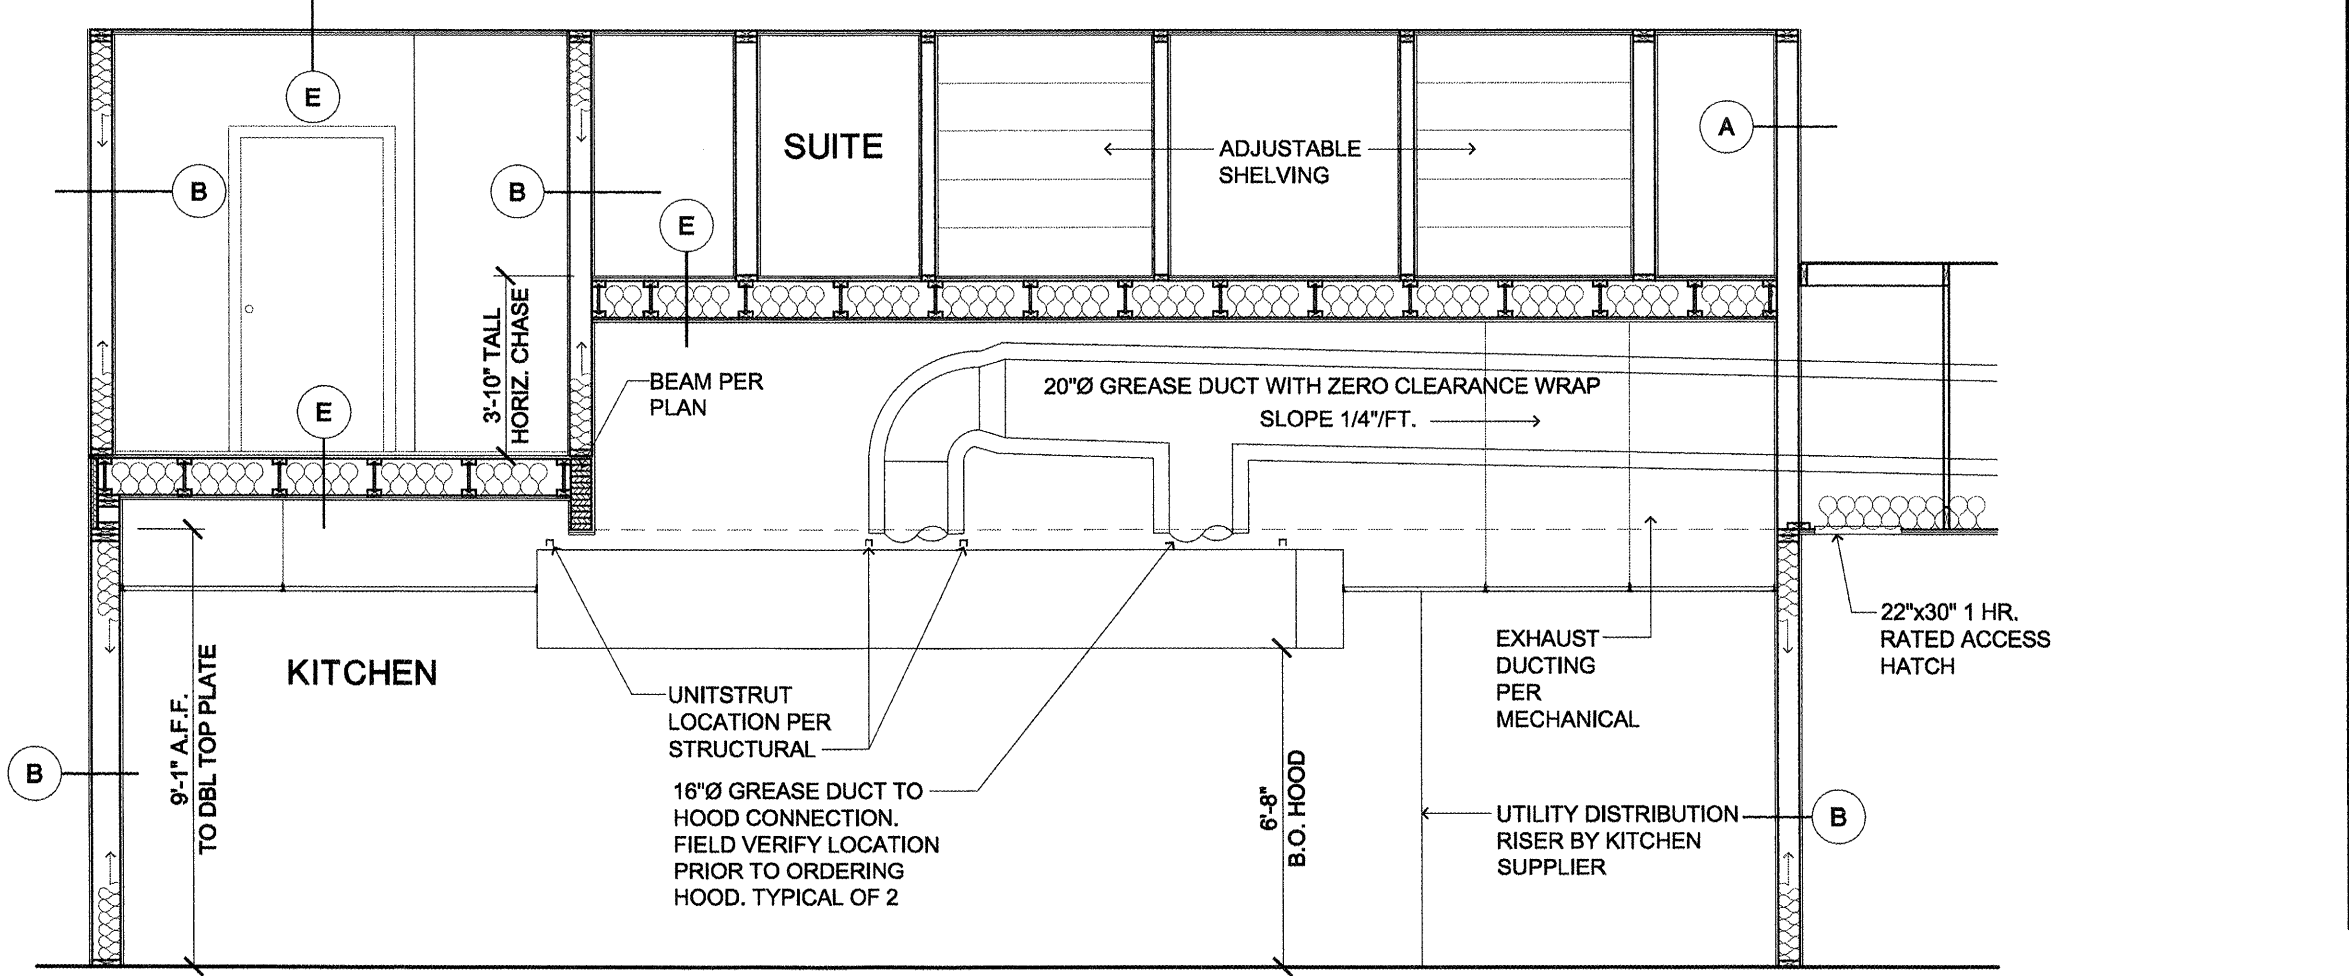 E
B
B
SUITE
ADJUSTABLE
SHELVING
A
E
3'-10" TALL
HORIZ. CHASE
E
BEAM PER
PLAN
20"Ø GREASE DUCT WITH ZERO CLEARANCE WRAP
SLOPE 1/4"/FT.
KITCHEN
9'-1" A.F.F.
TO DBL TOP PLATE
B
UNITSTRUT
LOCATION PER
STRUCTURAL
16"Ø GREASE DUCT TO
HOOD CONNECTION.
FIELD VERIFY LOCATION
PRIOR TO ORDERING
HOOD. TYPICAL OF 2
6'-8"
B.O. HOOD
EXHAUST
DUCTING
PER
MECHANICAL
UTILITY DISTRIBUTION
RISER BY KITCHEN
SUPPLIER
B
22"x30" 1 HR.
RATED ACCESS
HATCH